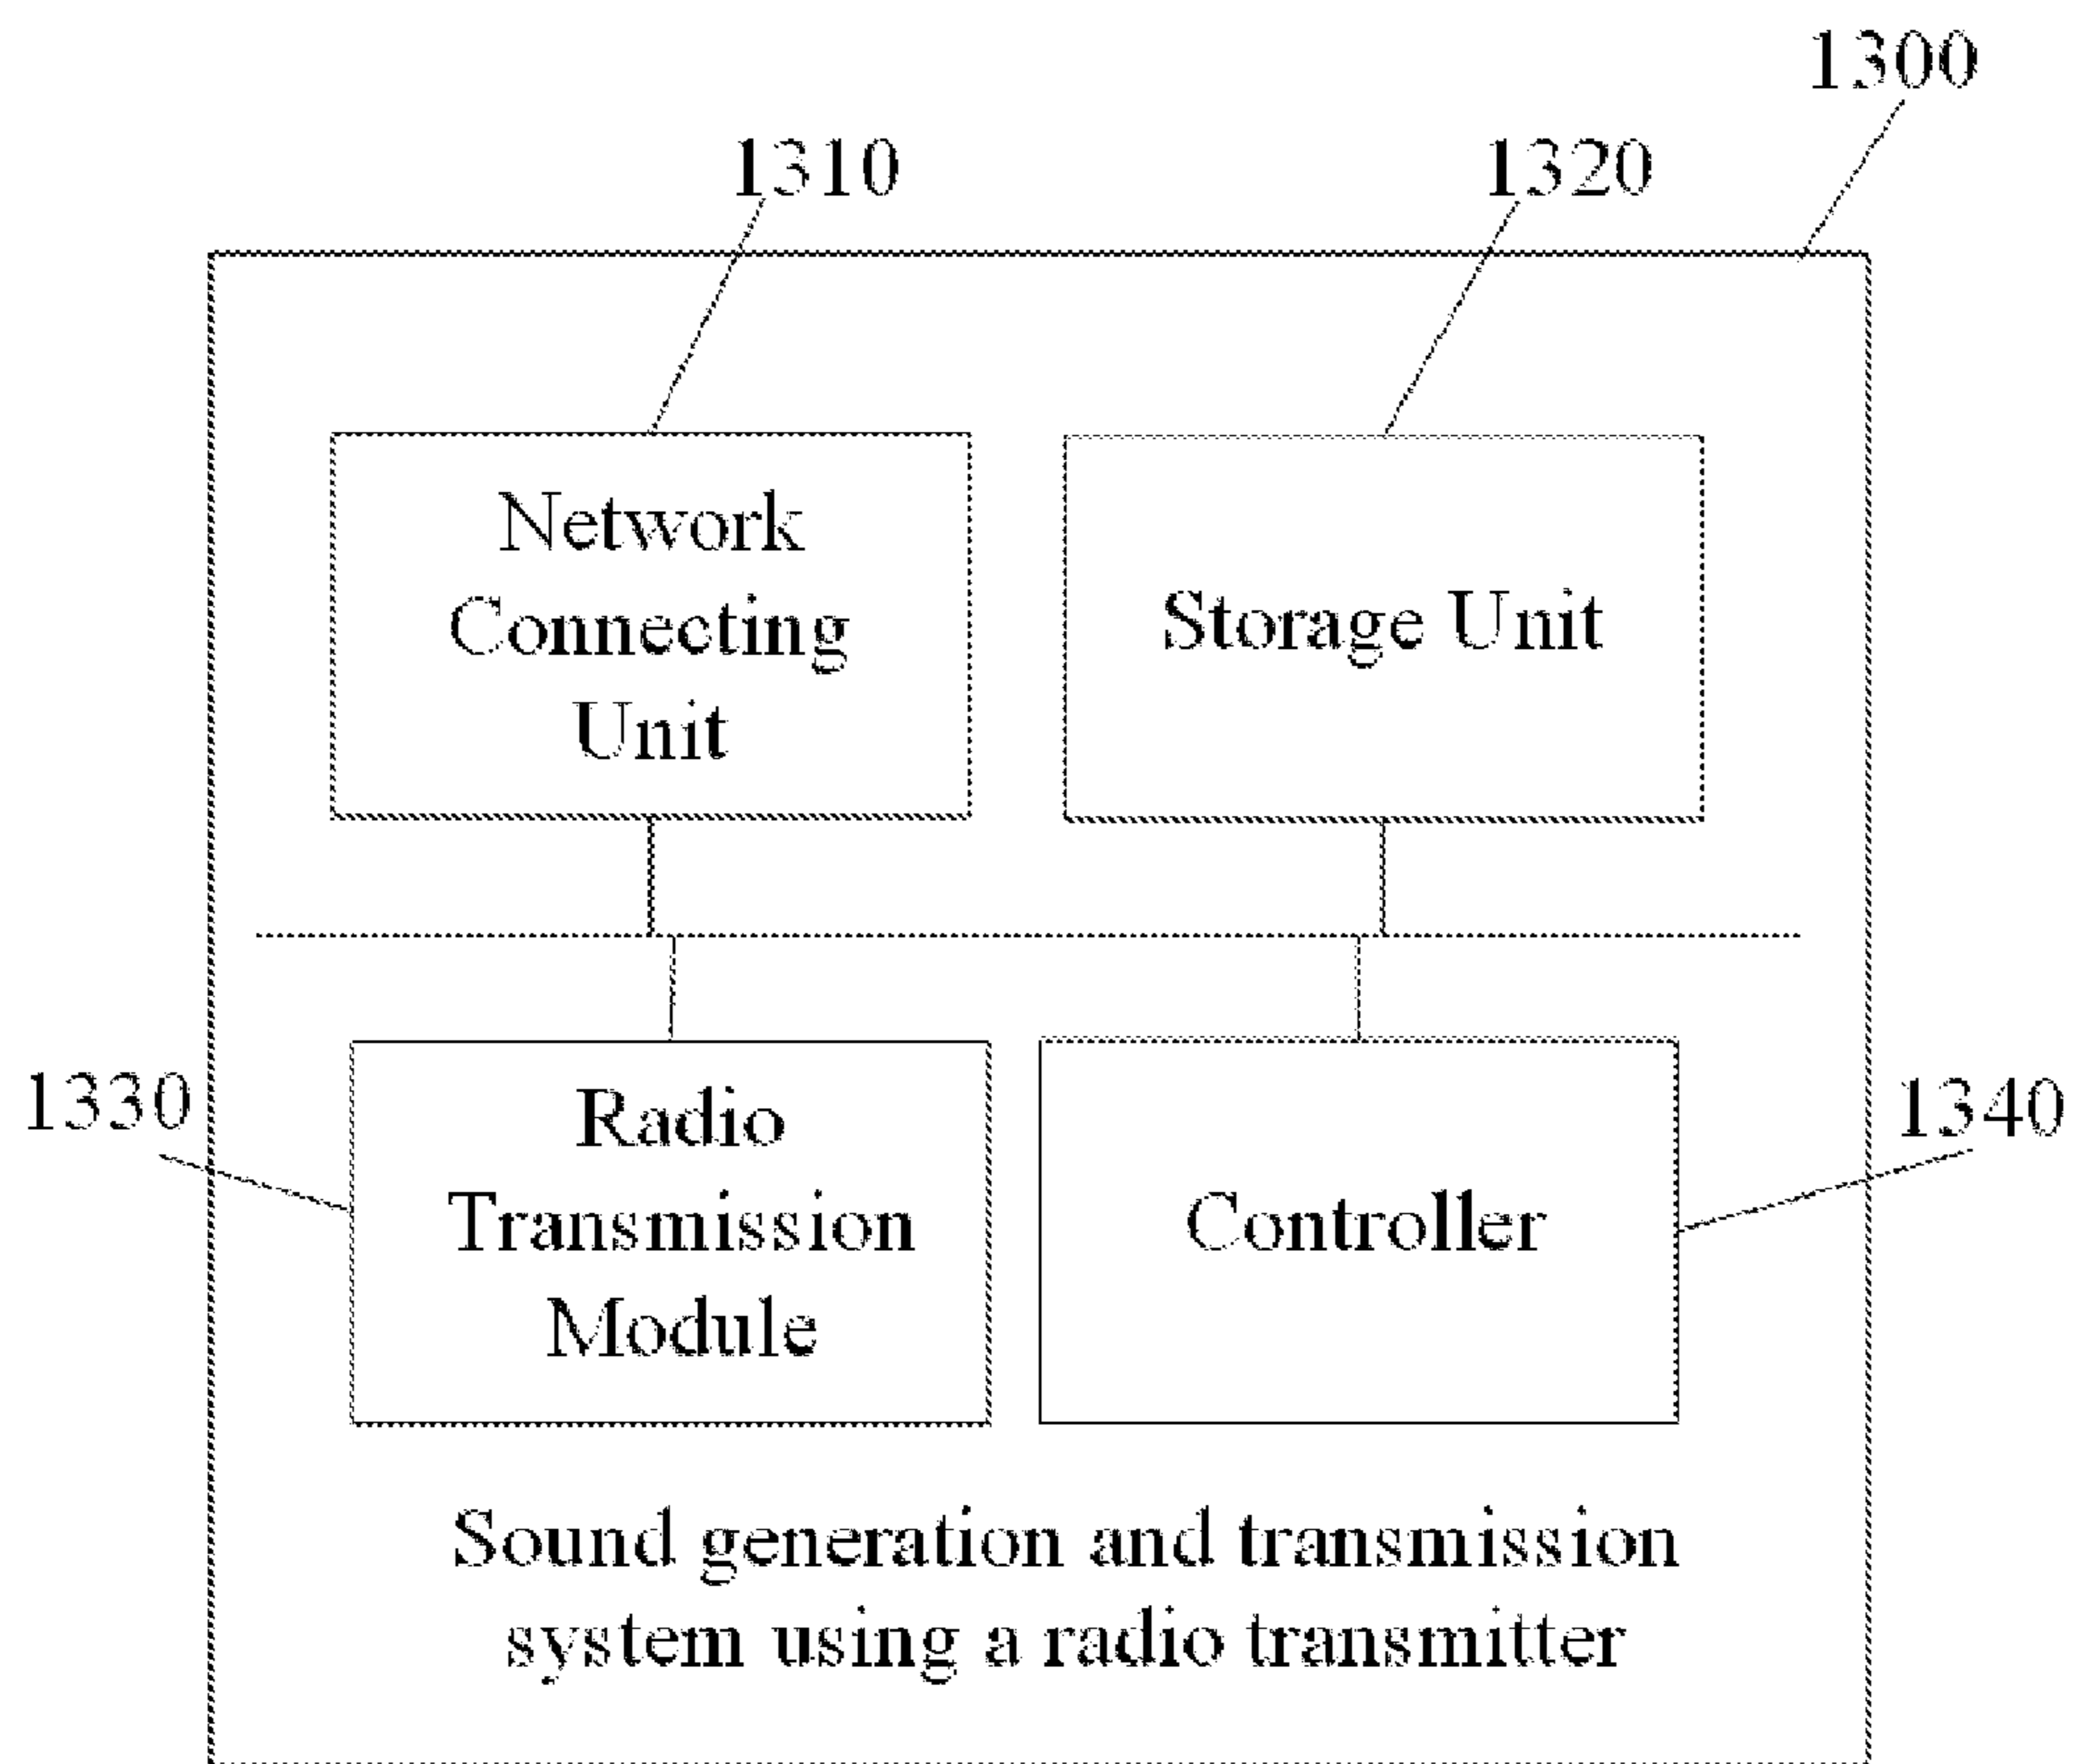 1300
1310
1320
Network
Connecting
Unit
Storage Unit
1330
Radio
Transmission
Module
1340
Controller
Sound generation and transmission
system using a radio transmitter